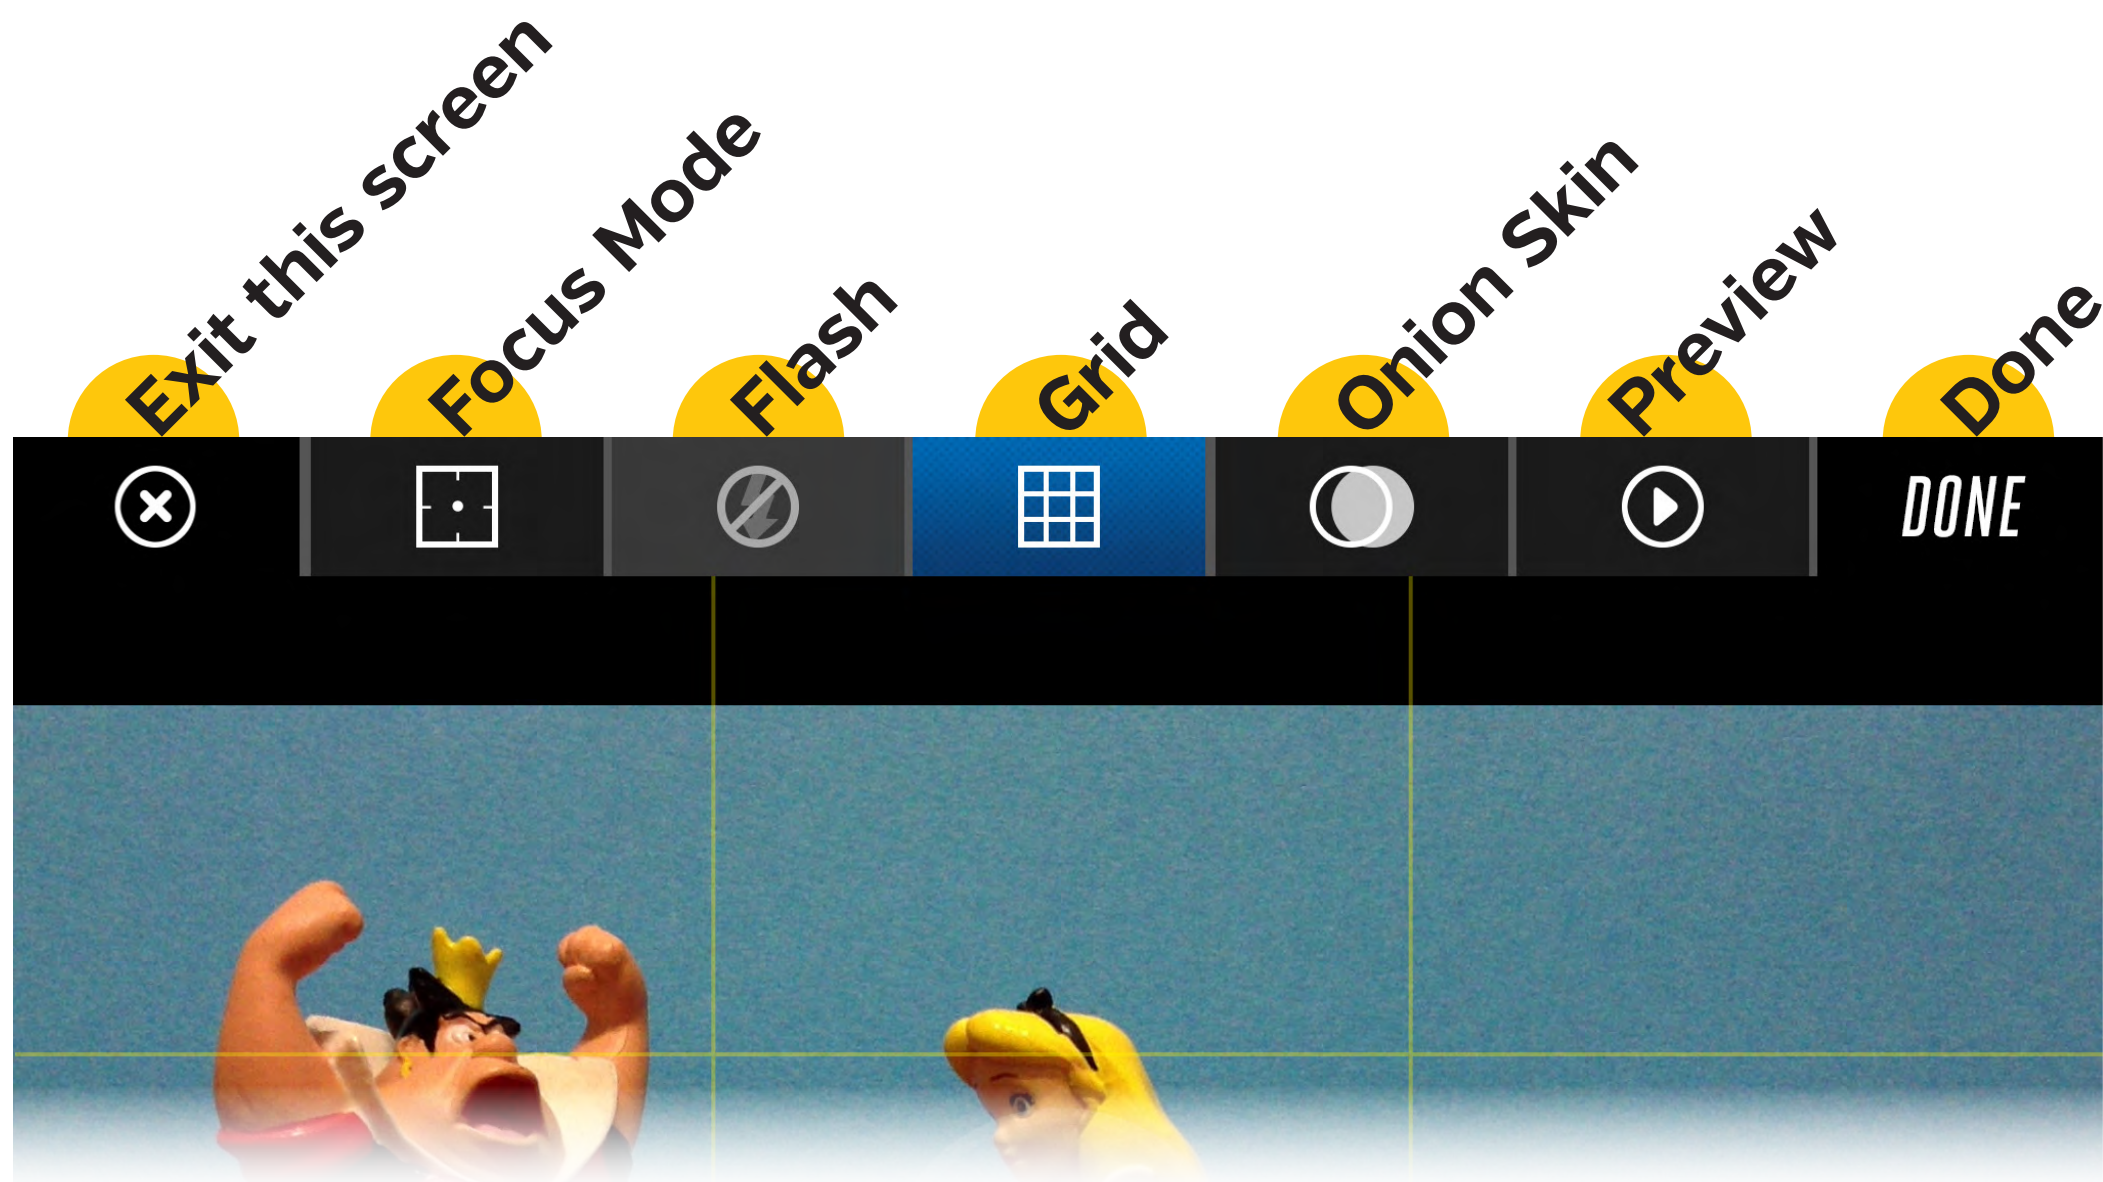 Exit this screen
Focus Mode
Flash
Grid
Onion Skin
Preview
Done
DONE